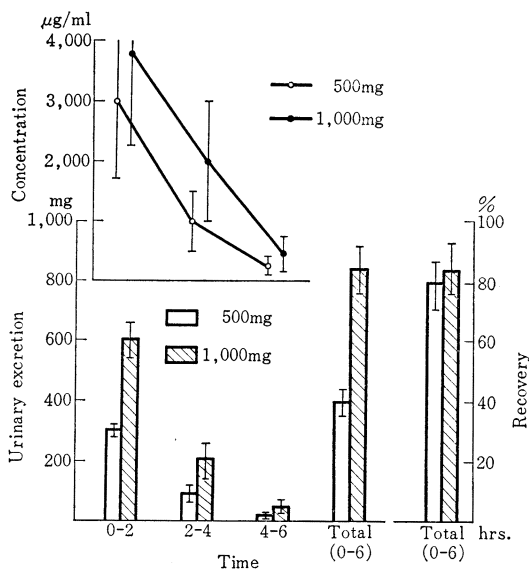 μg/ml
4,000
3,000
2,000
1,000
Concentration
500mg
1,000mg
mg
800
600
400
200
Urinary excretion
500mg
1,000mg
%
100
80
60
40
20
Recovery
0-2
2-4
4-6
Total
(0-6)
Total
(0-6)
hrs.
Time